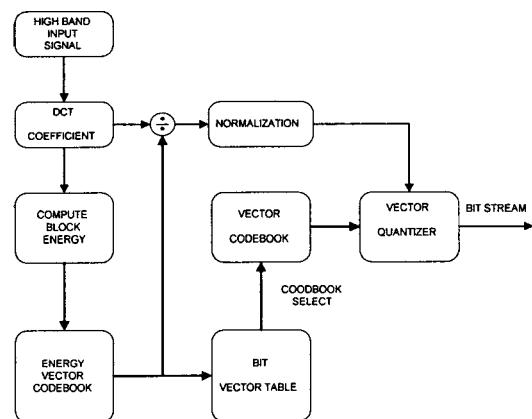 HIGH BAND
INPUT
SIGNAL
DCT
COEFFICIENT
÷
NORMALIZATION
COMPUTE
BLOCK
ENERGY
VECTOR
CODEBOOK
VECTOR
QUANTIZER
BIT STREAM
COODBOOK
SELECT
ENERGY
VECTOR
CODEBOOK
BIT
VECTOR TABLE